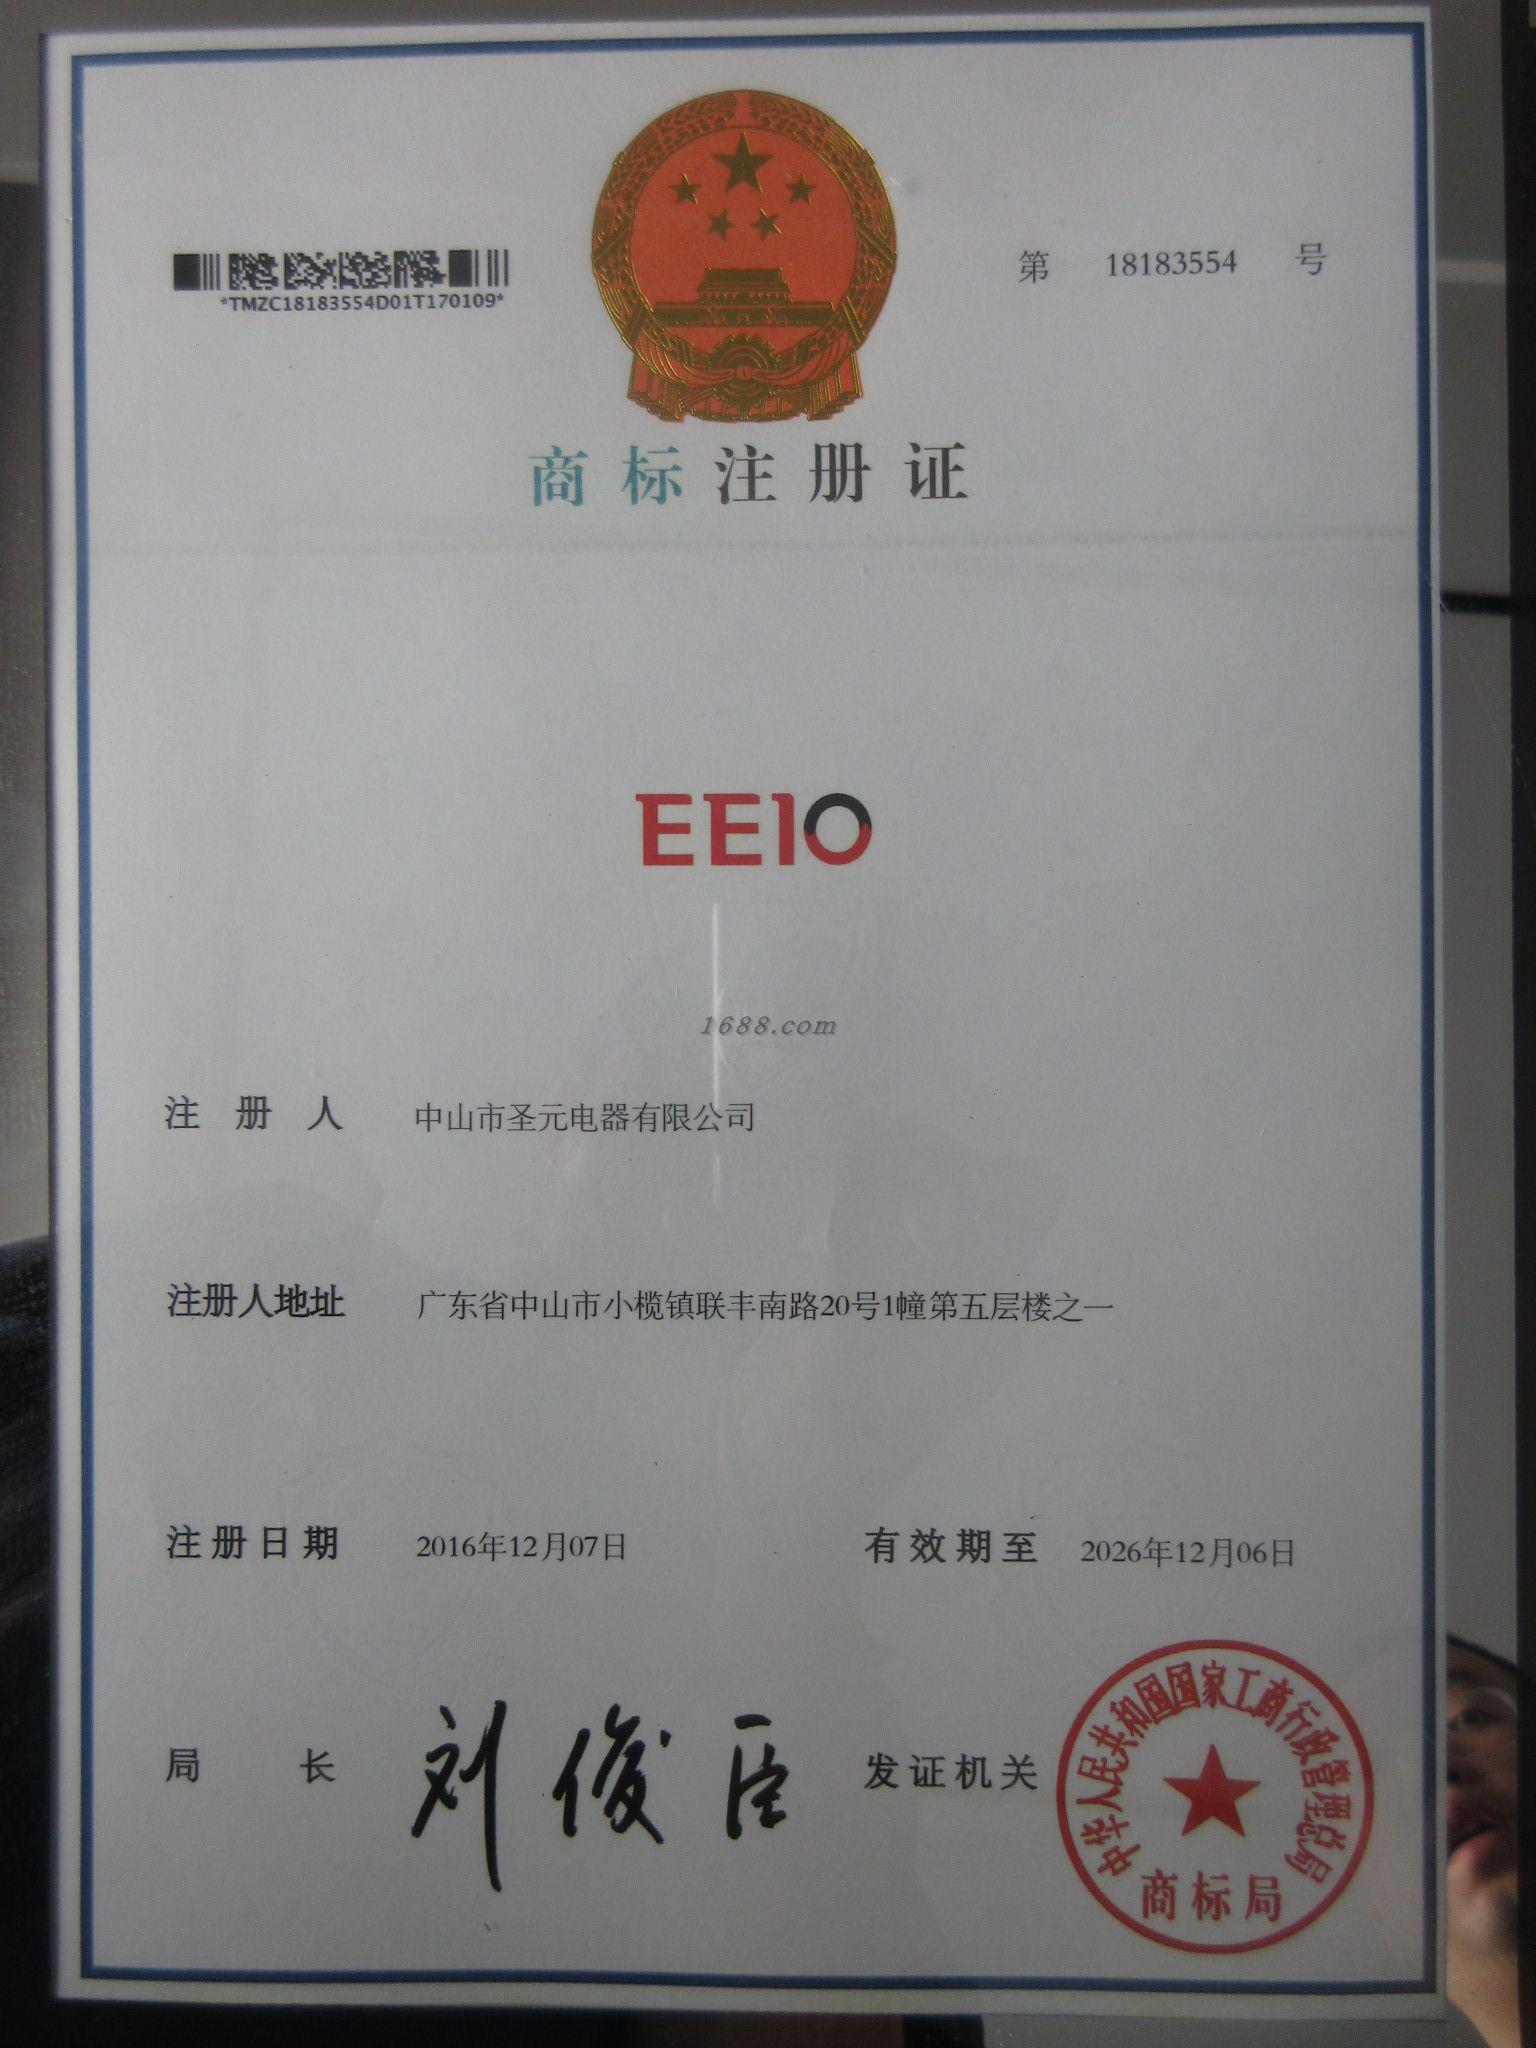 第 18183554 号
*TMZC18183554D01T170109*
商标注册证
EEIO
1688.com
注册人 中山市圣元电器有限公司
注册人地址 广东省中山市小榄镇联丰南路20号1幢第五层楼之一
注册日期 2016年12月07日 有效期至 2026年12月06日
局长 刘俊臣 发证机关
中华人民共和国国家工商行政管理总局
商标局